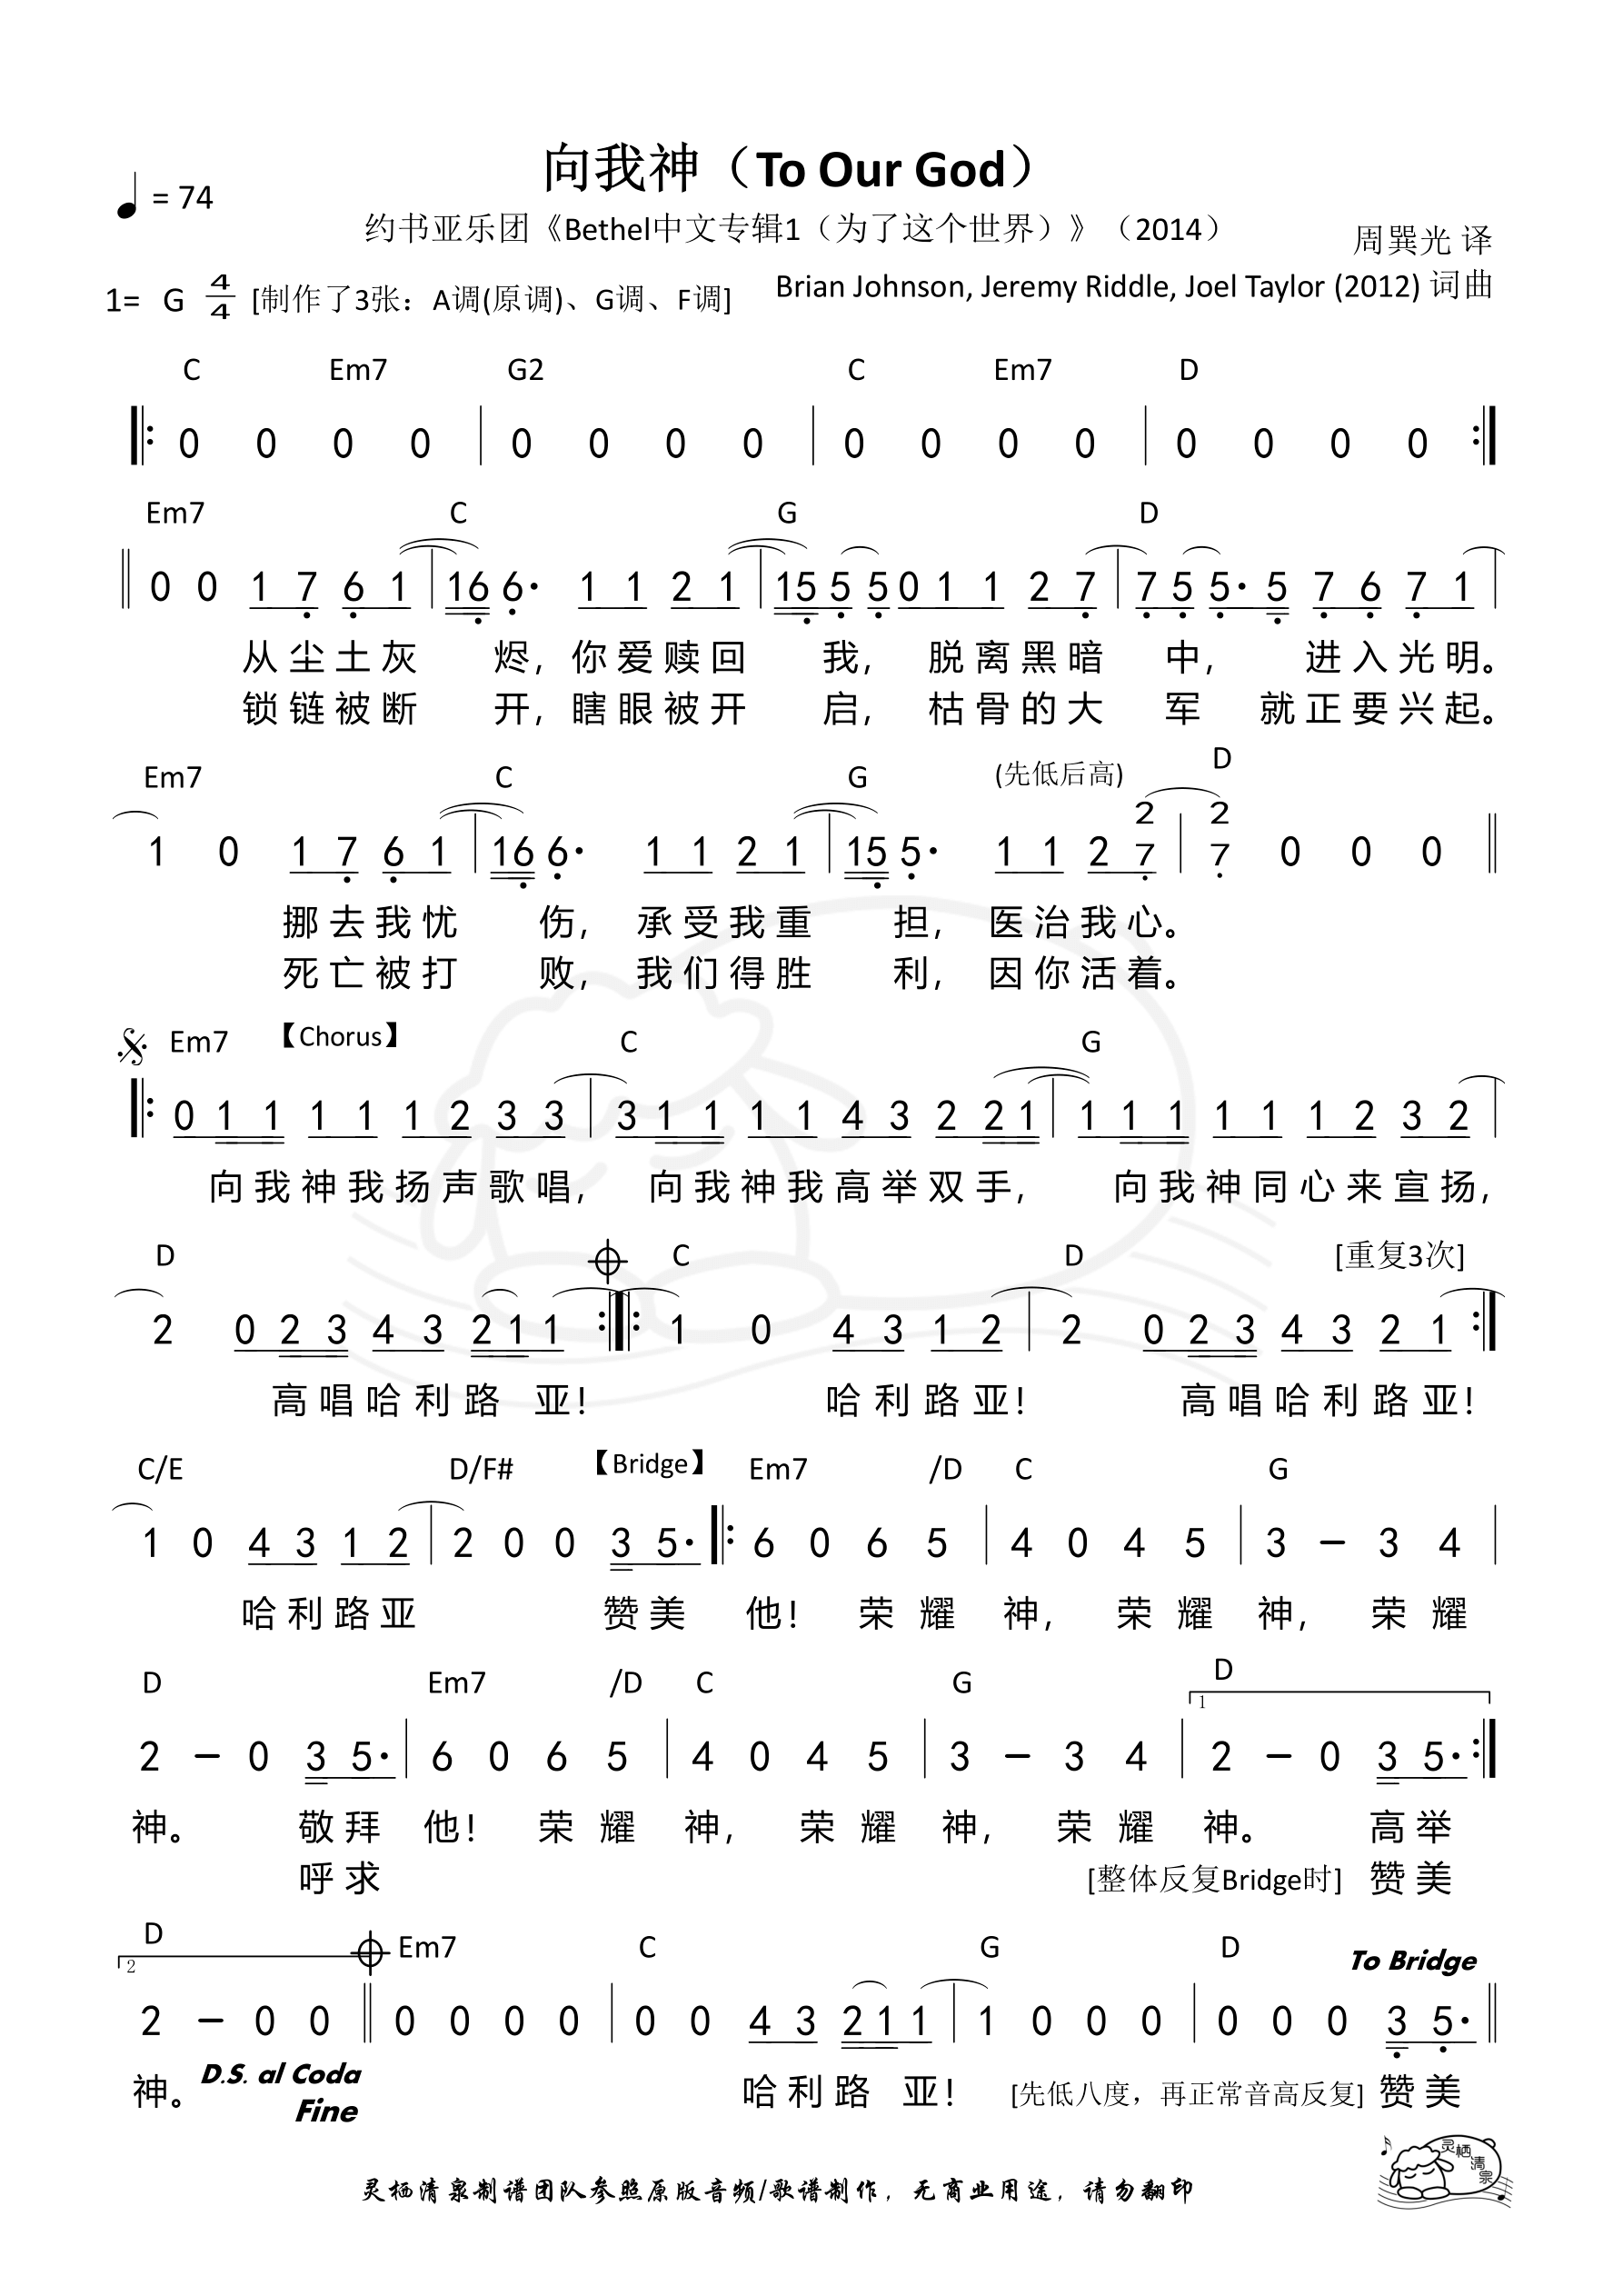 向我神（To Our God）
= 74
约书亚乐团《Bethel中文专辑1（为了这个世界）》（2014）
周巽光 译
1= G 4/4 [制作了3张：A调(原调)、G调、F调]
Brian Johnson, Jeremy Riddle, Joel Taylor (2012) 词曲
C Em7 G2 C Em7 D
0 0 0 0 0 0 0 0 0 0 0 0 0 0 0 0
Em7 C G D
0 0 1 7 6 1 16 6· 1 1 2 1 15 5 5 0 1 1 2 7 7 5 5· 5 7 6 7 1
从尘土灰 烬，你爱赎回 我， 脱离黑暗 中， 进入光明。
锁链被断 开，瞎眼被开 启， 枯骨的大 军 就正要兴起。
Em7 C G (先低后高) D
2 2
1 0 1 7 6 1 16 6· 1 1 2 1 15 5· 1 1 2 7 7 0 0 0
挪去我忧 伤， 承受我重 担， 医治我心。
死亡被打 败， 我们得胜 利， 因你活着。
Em7 【Chorus】 C G
0 1 1 1 1 1 2 3 3 3 1 1 1 1 4 3 2 2 1 1 1 1 1 1 1 2 3 2
向我神我扬声歌唱， 向我神我高举双手， 向我神同心来宣扬，
D C D [重复3次]
2 0 2 3 4 3 2 1 1 1 0 4 3 1 2 2 0 2 3 4 3 2 1
高唱哈利路 亚！ 哈利路亚！ 高唱哈利路亚！
C/E D/F# 【Bridge】 Em7 /D C G
1 0 4 3 1 2 2 0 0 3 5· 6 0 6 5 4 0 4 5 3 – 3 4
哈利路亚 赞美 他！ 荣耀 神， 荣耀 神， 荣耀
D Em7 /D C G D
1
2 – 0 3 5· 6 0 6 5 4 0 4 5 3 – 3 4 2 – 0 3 5·
神。 敬拜 他！ 荣耀 神， 荣耀 神， 荣耀 神。 高举
呼求 [整体反复Bridge时] 赞美
D Em7 C G D To Bridge
2
2 – 0 0 0 0 0 0 0 0 4 3 2 1 1 1 0 0 0 0 0 0 3 5·
神。 D.S. al Coda 哈利路 亚！ [先低八度，再正常音高反复] 赞美
Fine
灵栖清泉
灵栖清泉制谱团队参照原版音频/歌谱制作，无商业用途，请勿翻印